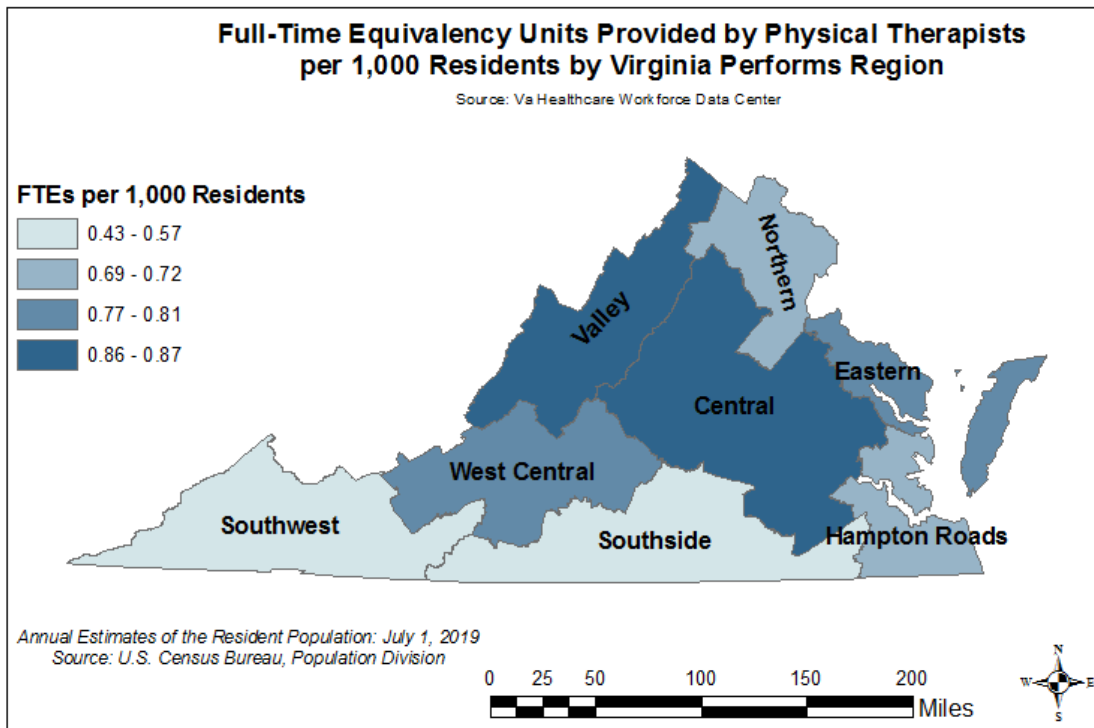 Full-Time Equivalency Units Provided by Physical Therapists
per 1,000 Residents by Virginia Performs Region
Source: Va Healthcare Workforce Data Center
FTEs per 1,000 Residents
0.43 - 0.57
0.69 - 0.72
0.77 - 0.81
0.86 - 0.87
Northern
Valley
Eastern
Central
West Central
Southwest
Southside
Hampton Roads
Annual Estimates of the Resident Population: July 1, 2019
Source: U.S. Census Bureau, Population Division
0 25 50 100 150 200
Miles
N
W E
S